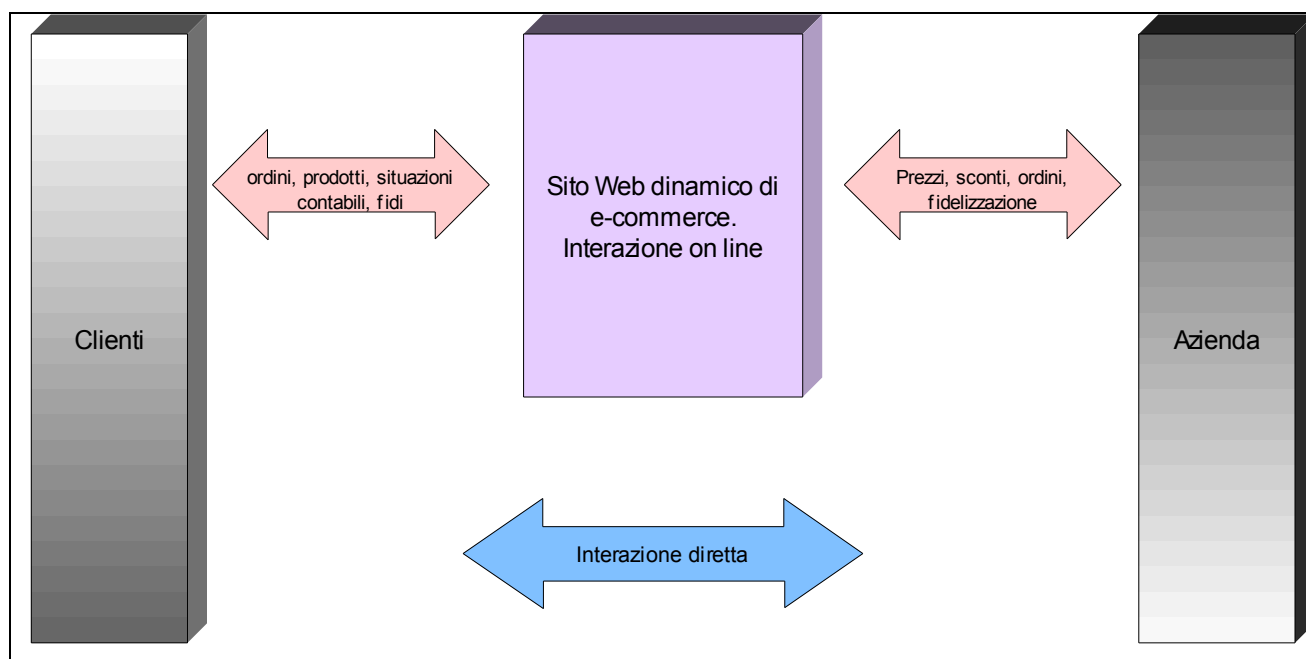 ordini, prodotti, situazioni
contabili, fidi
Sito Web dinamico di
e-commerce.
Interazione on line
Prezzi, sconti, ordini,
fidelizzazione
Clienti
Azienda
Interazione diretta